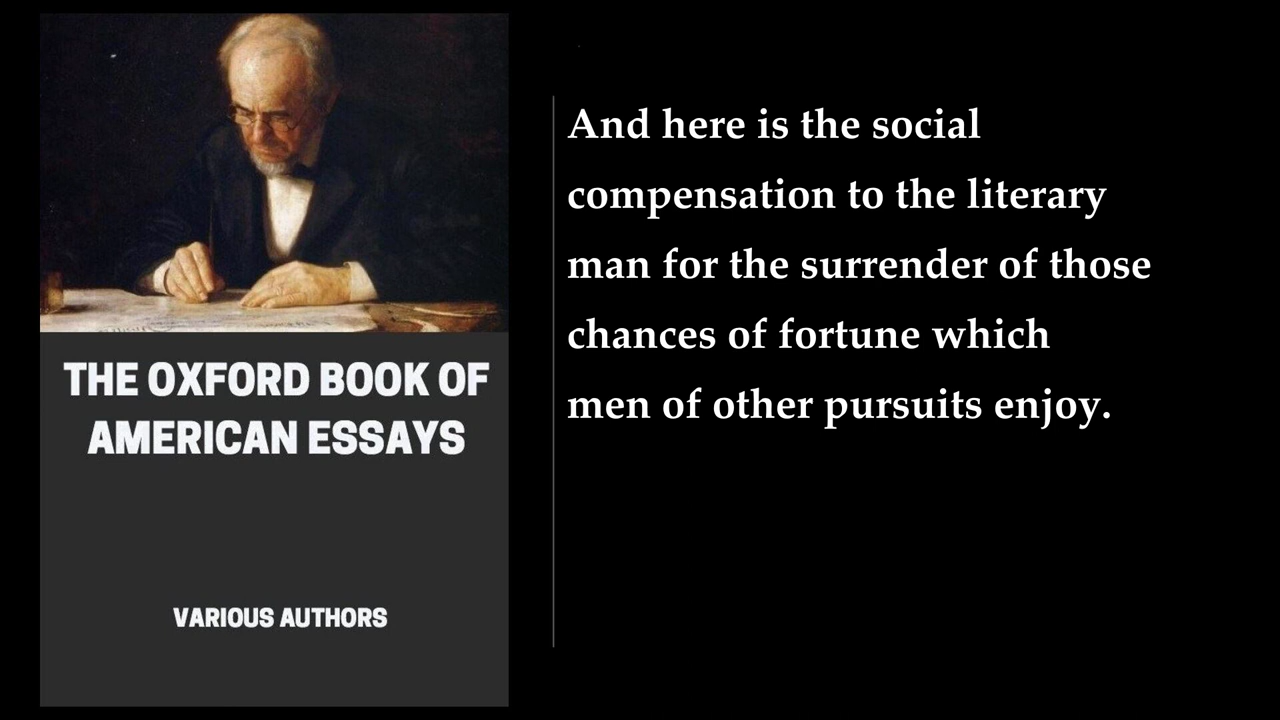 THE OXFORD BOOK OF
AMERICAN ESSAYS
VARIOUS AUTHORS
And here is the social
compensation to the literary
man for the surrender of those
chances of fortune which
men of other pursuits enjoy.